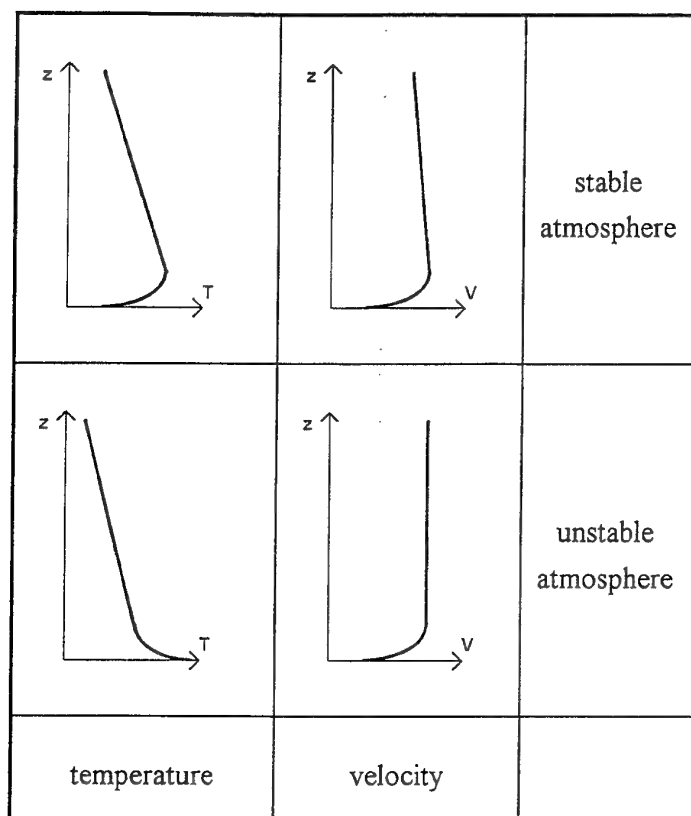 z
T
z
V
stable
atmosphere
z
T
z
V
unstable
atmosphere
temperature
velocity